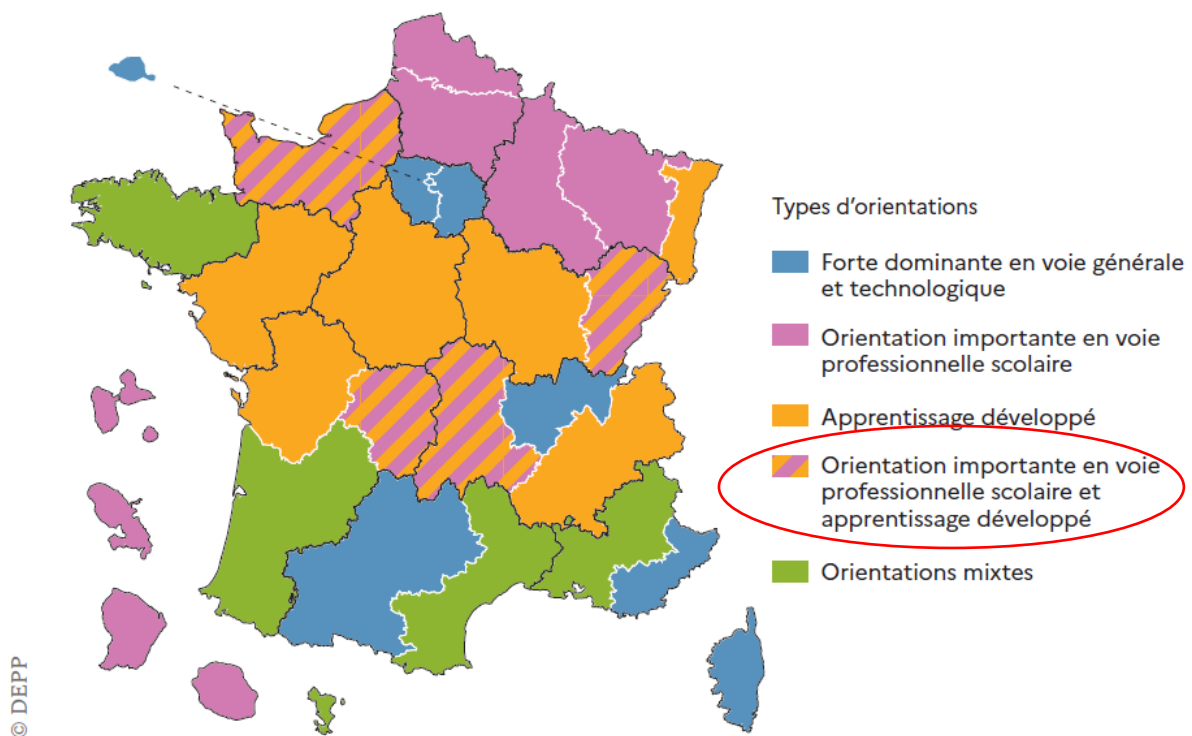 Types d’orientations
Forte dominante en voie générale
et technologique
Orientation importante en voie
professionnelle scolaire
Apprentissage développé
Orientation importante en voie
professionnelle scolaire et
apprentissage développé
Orientations mixtes
© DEPP